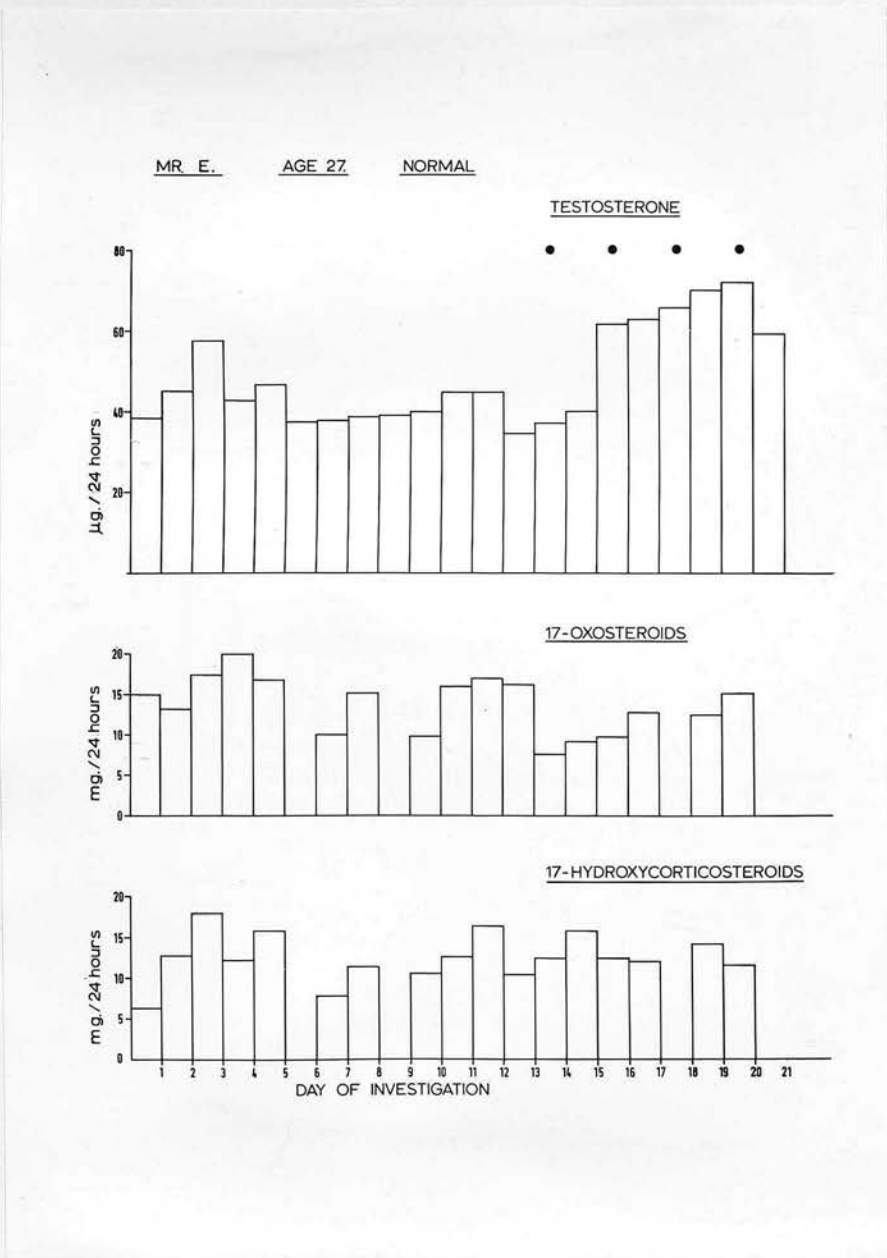 MR. E. AGE 27. NORMAL
TESTOSTERONE
80
60
40
20
µg./24 hours
17-OXOSTEROIDS
20
15
10
5
0
mg./24 hours
17-HYDROXYCORTICOSTEROIDS
20
15
10
5
0
mg./24 hours
1 2 3 4 5 6 7 8 9 10 11 12 13 14 15 16 17 18 19 20 21
DAY OF INVESTIGATION